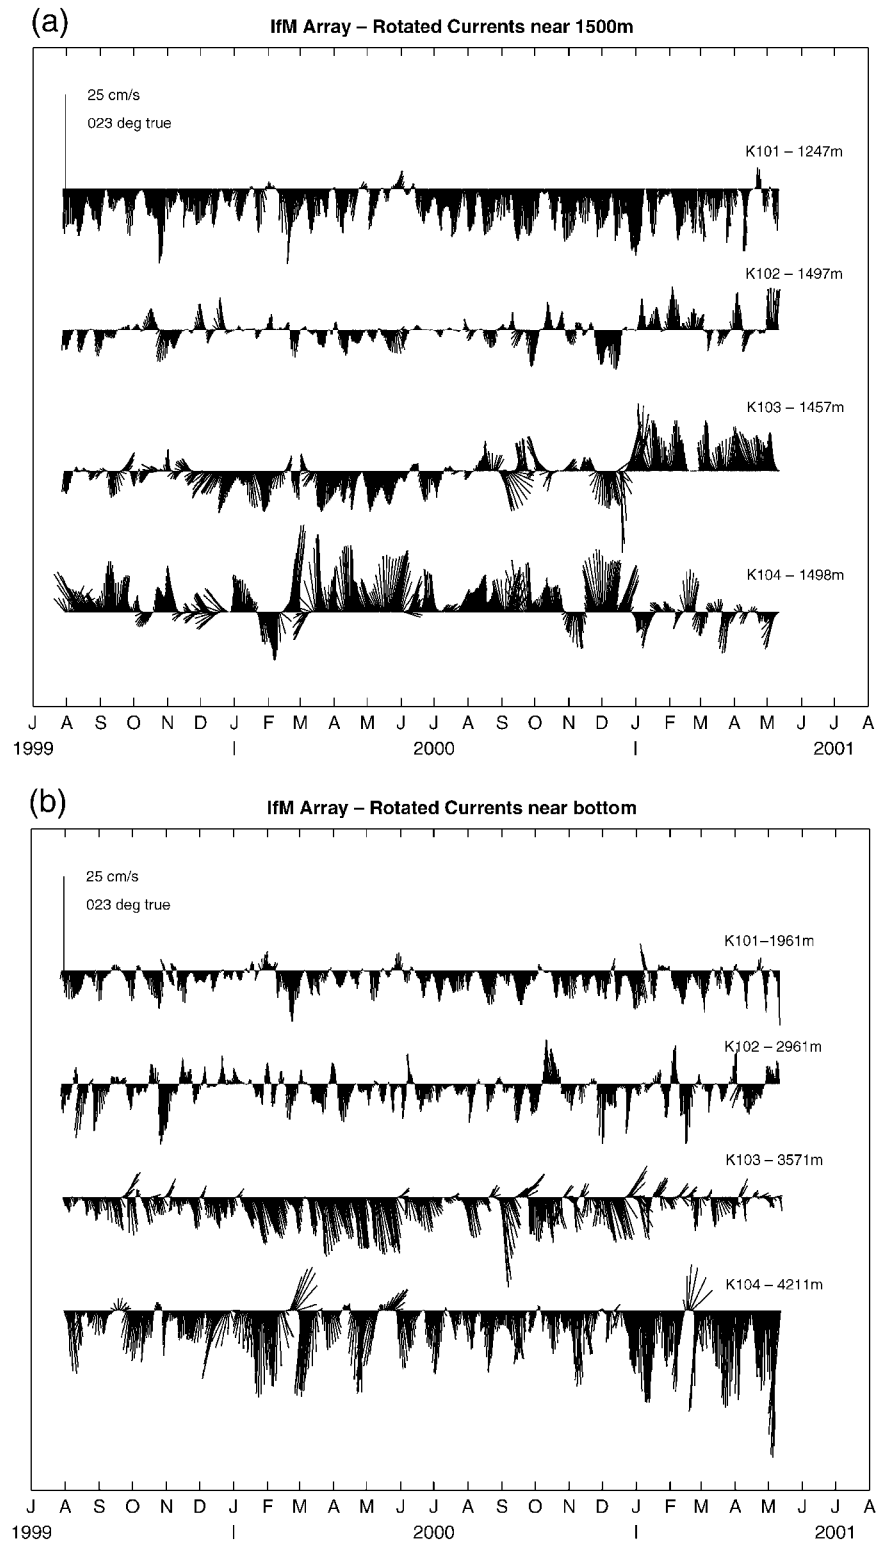 (a)
IfM Array – Rotated Currents near 1500m
25 cm/s
023 deg true
K101 – 1247m
K102 – 1497m
K103 – 1457m
K104 – 1498m
J A S O N D J F M A M J J A S O N D J F M A M J J A
1999 | 2000 | 2001
(b)
IfM Array – Rotated Currents near bottom
25 cm/s
023 deg true
K101–1961m
K102 – 2961m
K103 – 3571m
K104 – 4211m
J A S O N D J F M A M J J A S O N D J F M A M J J A
1999 | 2000 | 2001